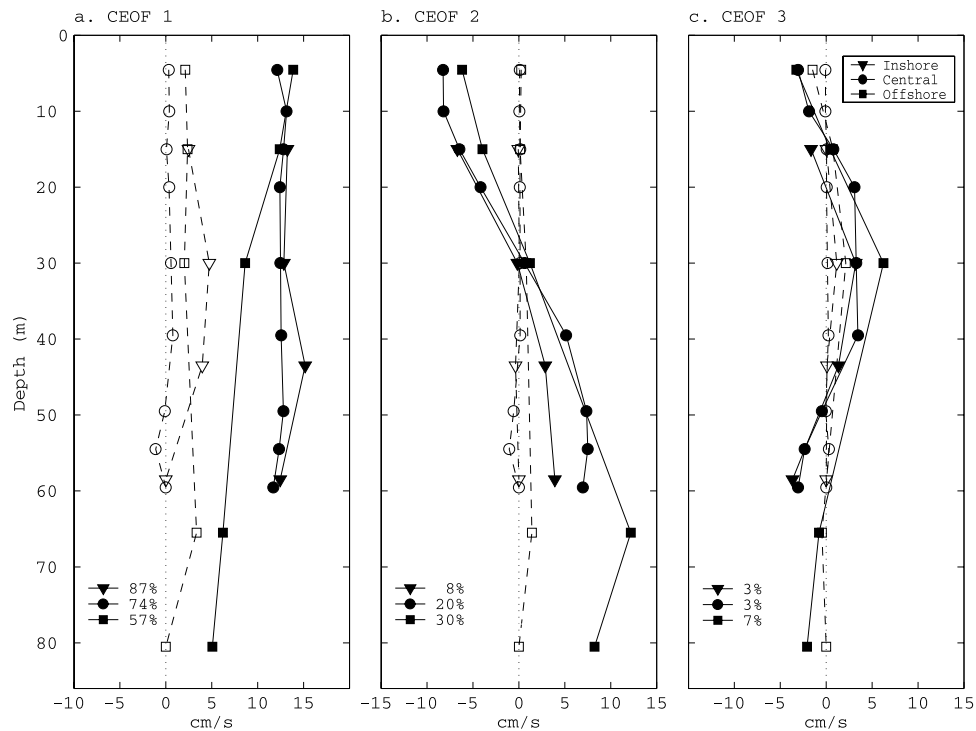 a. CEOF 1
b. CEOF 2
c. CEOF 3
0
10
20
30
40
50
60
70
80
Depth (m)
Inshore
Central
Offshore
87%
74%
57%
8%
20%
30%
3%
3%
7%
-10 -5 0 5 10 15
-15 -10 -5 0 5 10 15
-10 -5 0 5 10 15
cm/s
cm/s
cm/s